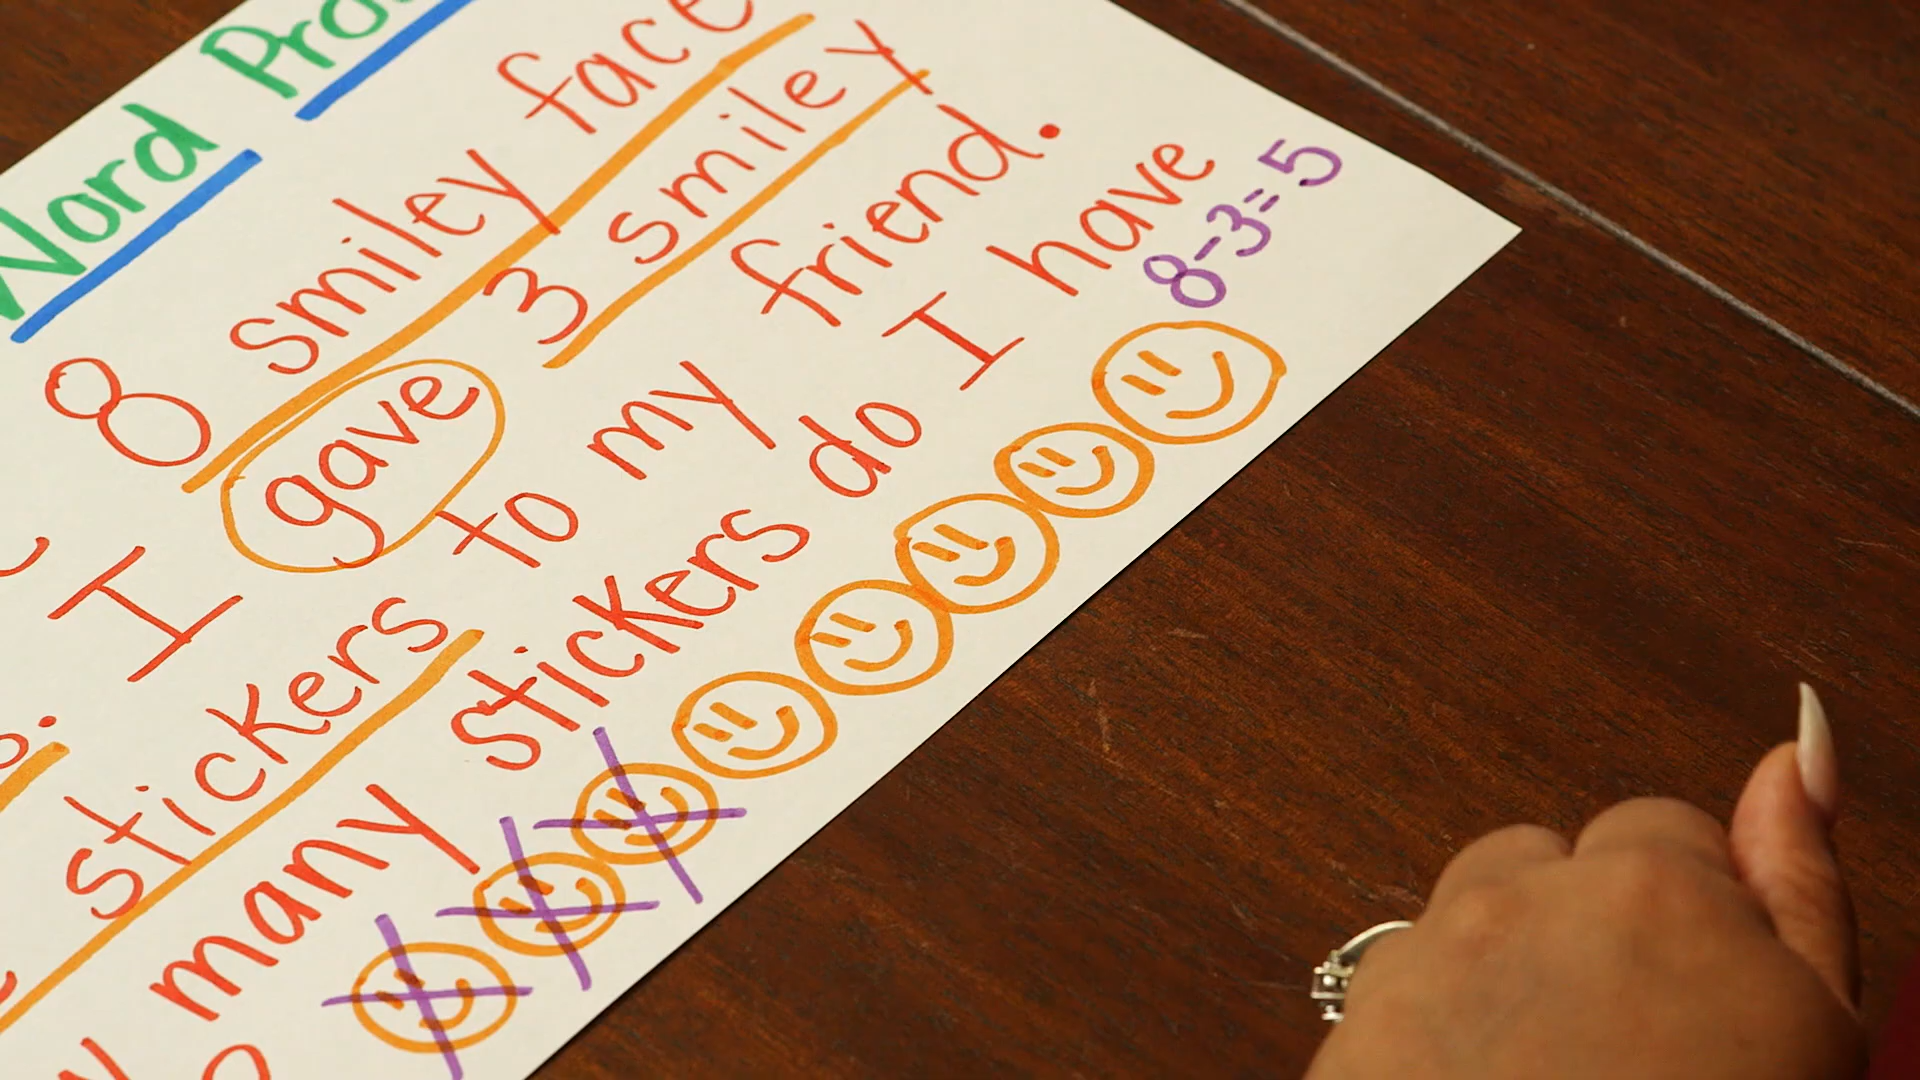 Word Pro
8 smiley face
I gave 3 smiley
stickers to my friend.
many stickers do I have
8-3=5